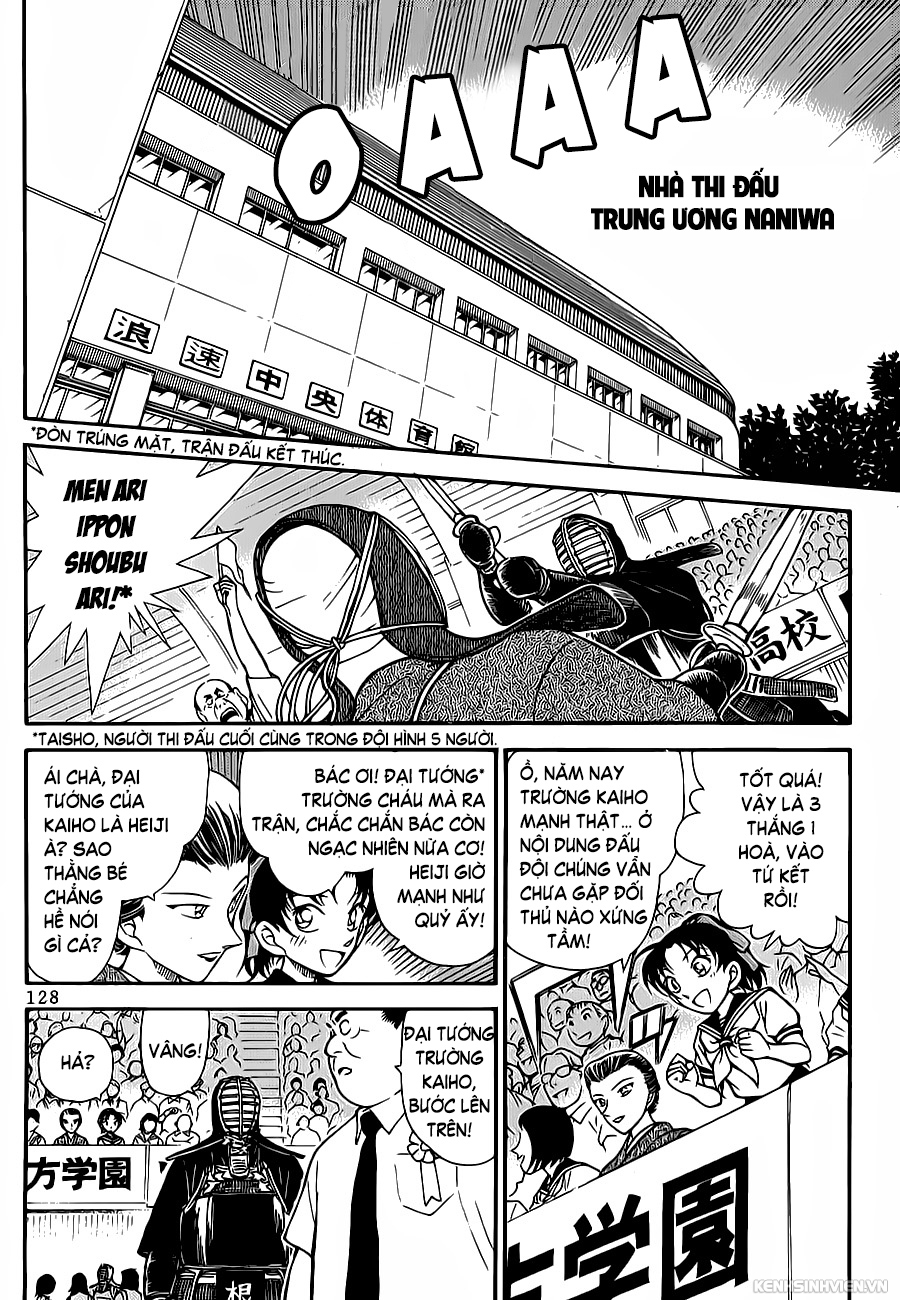 OAAA
NHÀ THI ĐẤU
TRUNG ƯƠNG NANIWA
浪速中央体育館
*ĐÒN TRÚNG MẶT, TRẬN ĐẤU KẾT THÚC.
MEN ARI
IPPON
SHOUBU
ARI!*
高校
*TAISHO, NGƯỜI THI ĐẤU CUỐI CÙNG TRONG ĐỘI HÌNH 5 NGƯỜI.
TỐT QUÁ!
VẬY LÀ 3
THẮNG 1
HOÀ, VÀO
TỨ KẾT
RỒI!
Ồ, NĂM NAY
TRƯỜNG KAIHO
MẠNH THẬT... Ở
NỘI DUNG ĐẤU
ĐỘI CHÚNG VẪN
CHƯA GẶP ĐỐI
THỦ NÀO XỨNG
TẦM!
BÁC ƠI! ĐẠI TƯỚNG*
TRƯỜNG CHÁU MÀ RA
TRẬN, CHẮC CHẮN BÁC CÒN
NGẠC NHIÊN NỮA CƠ!
HEIJI GIỜ
MẠNH NHƯ
QUỶ ẤY!
ÁI CHÀ, ĐẠI
TƯỚNG CỦA
KAIHO LÀ HEIJI
À? SAO
THẰNG BÉ
CHẲNG
HỀ NÓI
GÌ CẢ?
方学園
128
ĐẠI TƯỚNG
TRƯỜNG
KAIHO,
BƯỚC LÊN
TRÊN!
VÂNG!
HẢ?
方学園
根
KENHSINHVIEN.VN